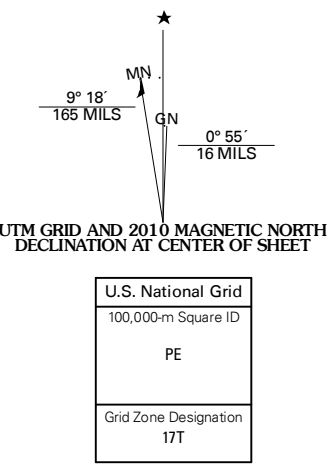 MN
9° 18´
165 MILS
GN
0° 55´
16 MILS
UTM GRID AND 2010 MAGNETIC NORTH
DECLINATION AT CENTER OF SHEET
U.S. National Grid
100,000-m Square ID
PE
Grid Zone Designation
17T